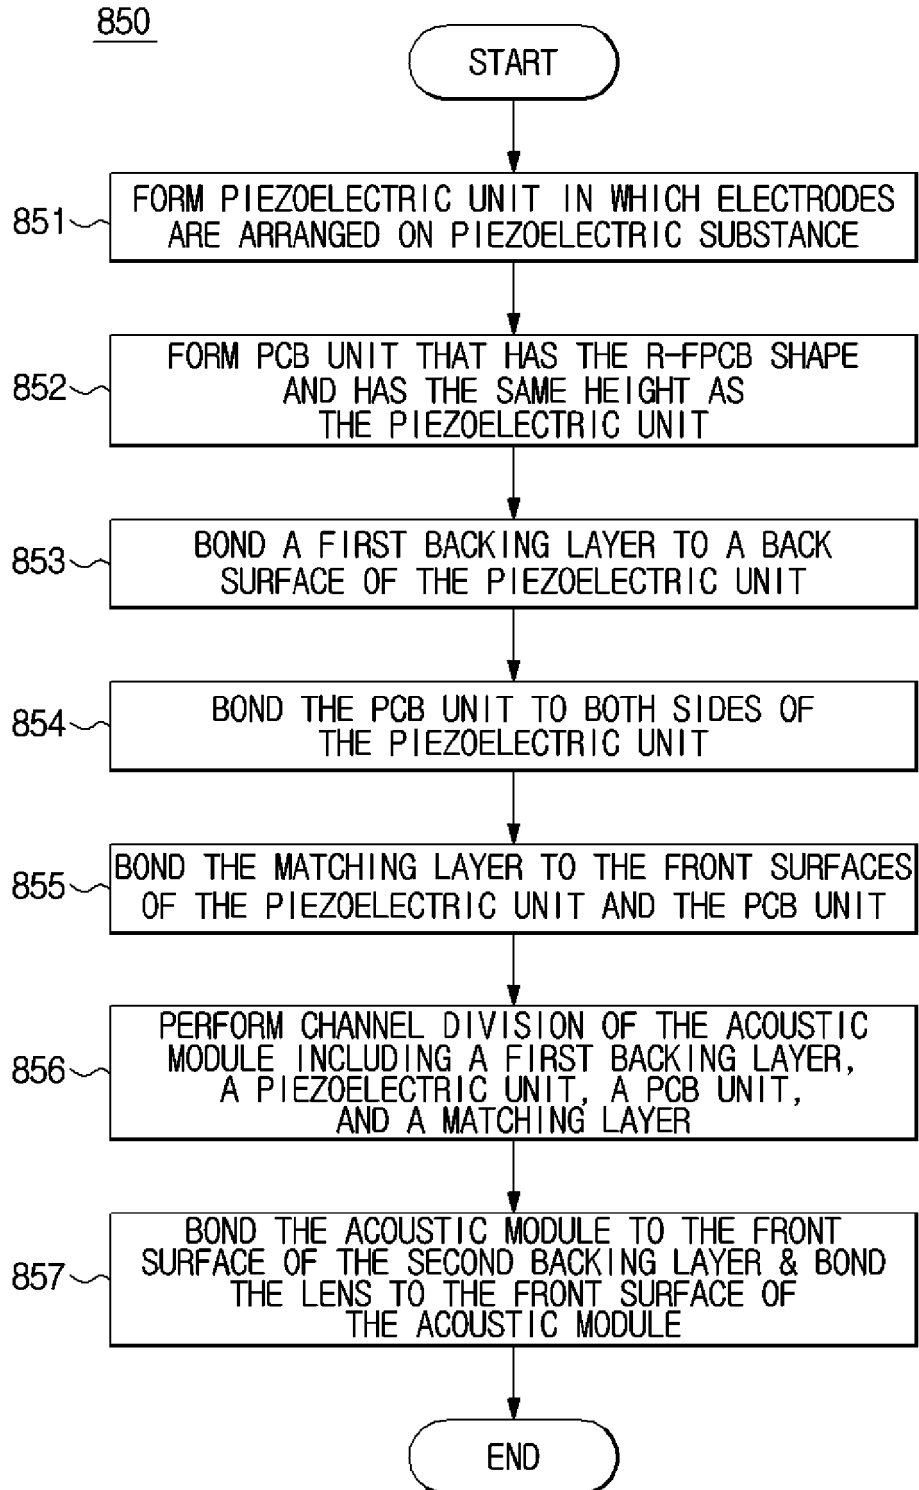 850
START
851
FORM PIEZOELECTRIC UNIT IN WHICH ELECTRODES
ARE ARRANGED ON PIEZOELECTRIC SUBSTANCE
852
FORM PCB UNIT THAT HAS THE R-FPCB SHAPE
AND HAS THE SAME HEIGHT AS
THE PIEZOELECTRIC UNIT
853
BOND A FIRST BACKING LAYER TO A BACK
SURFACE OF THE PIEZOELECTRIC UNIT
854
BOND THE PCB UNIT TO BOTH SIDES OF
THE PIEZOELECTRIC UNIT
855
BOND THE MATCHING LAYER TO THE FRONT SURFACES
OF THE PIEZOELECTRIC UNIT AND THE PCB UNIT
856
PERFORM CHANNEL DIVISION OF THE ACOUSTIC
MODULE INCLUDING A FIRST BACKING LAYER,
A PIEZOELECTRIC UNIT, A PCB UNIT,
AND A MATCHING LAYER
857
BOND THE ACOUSTIC MODULE TO THE FRONT
SURFACE OF THE SECOND BACKING LAYER & BOND
THE LENS TO THE FRONT SURFACE OF
THE ACOUSTIC MODULE
END